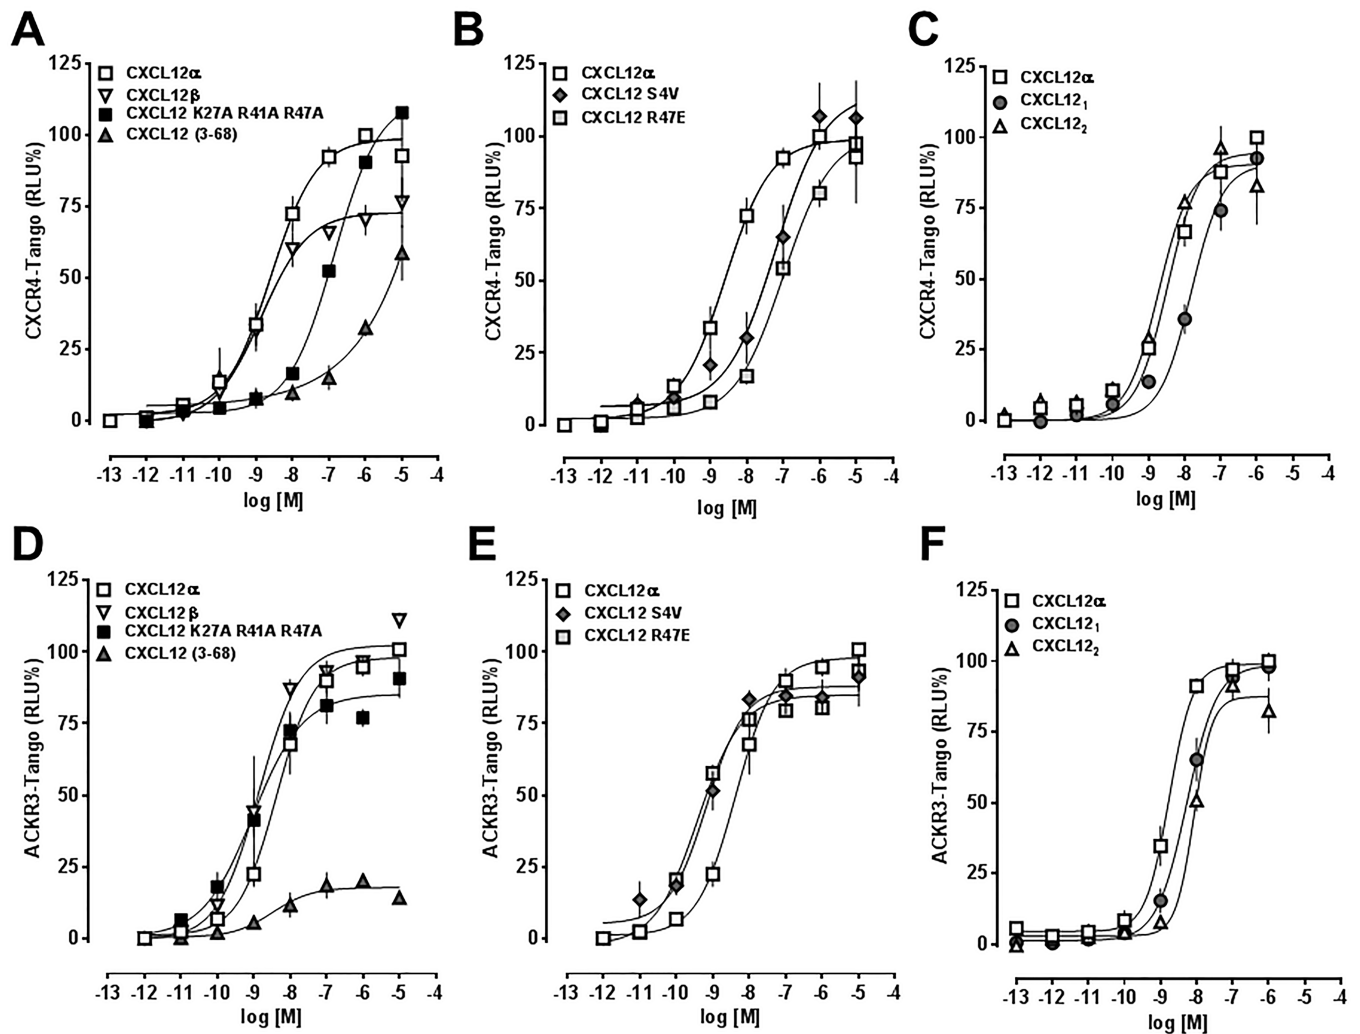 A
CXCR4-Tango (RLU%)
125
100
75
50
25
0
CXCL12α
CXCL12β
CXCL12 K27A R41A R47A
CXCL12 (3-68)
-13 -12 -11 -10 -9 -8 -7 -6 -5 -4
log [M]
B
CXCR4-Tango (RLU%)
125
100
75
50
25
0
CXCL12α
CXCL12 S4V
CXCL12 R47E
-13 -12 -11 -10 -9 -8 -7 -6 -5 -4
log [M]
C
CXCR4-Tango (RLU%)
125
100
75
50
25
0
CXCL12α
CXCL12₁
CXCL12₂
-13 -12 -11 -10 -9 -8 -7 -6 -5 -4
log [M]
D
ACKR3-Tango (RLU%)
125
100
75
50
25
0
CXCL12α
CXCL12β
CXCL12 K27A R41A R47A
CXCL12 (3-68)
-13 -12 -11 -10 -9 -8 -7 -6 -5 -4
log [M]
E
ACKR3-Tango (RLU%)
125
100
75
50
25
0
CXCL12α
CXCL12 S4V
CXCL12 R47E
-13 -12 -11 -10 -9 -8 -7 -6 -5 -4
log [M]
F
ACKR3-Tango (RLU%)
125
100
75
50
25
0
CXCL12α
CXCL12₁
CXCL12₂
-13 -12 -11 -10 -9 -8 -7 -6 -5 -4
log [M]